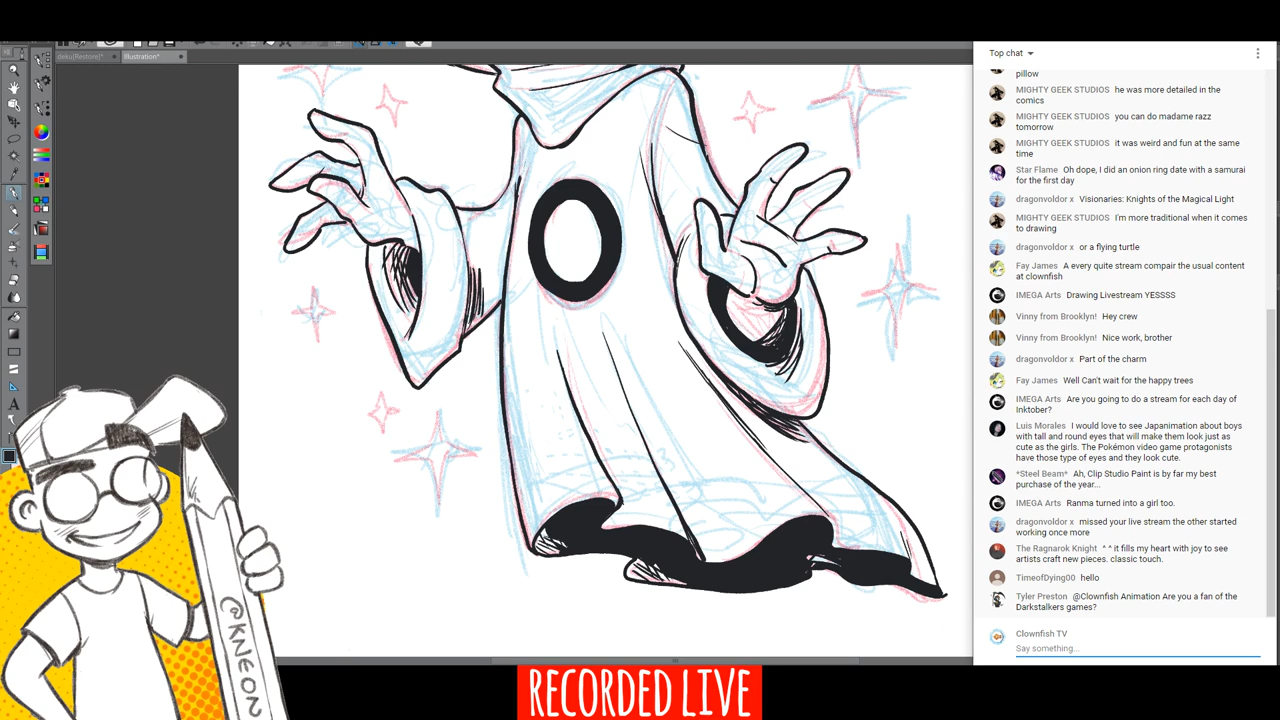 deku(Restore)*
Illustration*
Top chat
pillow
MIGHTY GEEK STUDIOS he was more detailed in the
comics
MIGHTY GEEK STUDIOS you can do madame razz
tomorrow
MIGHTY GEEK STUDIOS it was weird and fun at the same
time
Star Flame Oh dope, I did an onion ring date with a samurai
for the first day
dragonvoldor x Visionaries: Knights of the Magical Light
MIGHTY GEEK STUDIOS I'm more traditional when it comes
to drawing
dragonvoldor x or a flying turtle
Fay James A every quite stream compair the usual content
at clownfish
IMEGA Arts Drawing Livestream YESSSS
Vinny from Brooklyn! Hey crew
Vinny from Brooklyn! Nice work, brother
dragonvoldor x Part of the charm
Fay James Well Can't wait for the happy trees
IMEGA Arts Are you going to do a stream for each day of
Inktober?
Luis Morales I would love to see Japanimation about boys
with tall and round eyes that will make them look just as
cute as the girls. The Pokémon video game protagonists
have those type of eyes and they look cute.
*Steel Beam* Ah, Clip Studio Paint is by far my best
purchase of the year...
IMEGA Arts Ranma turned into a girl too.
dragonvoldor x missed your live stream the other started
working once more
The Ragnarok Knight ^ ^ it fills my heart with joy to see
artists craft new pieces. classic touch.
TimeofDying00 hello
Tyler Preston @Clownfish Animation Are you a fan of the
Darkstalkers games?
Clownfish TV
Say something...
@KNEON
RECORDED LIVE